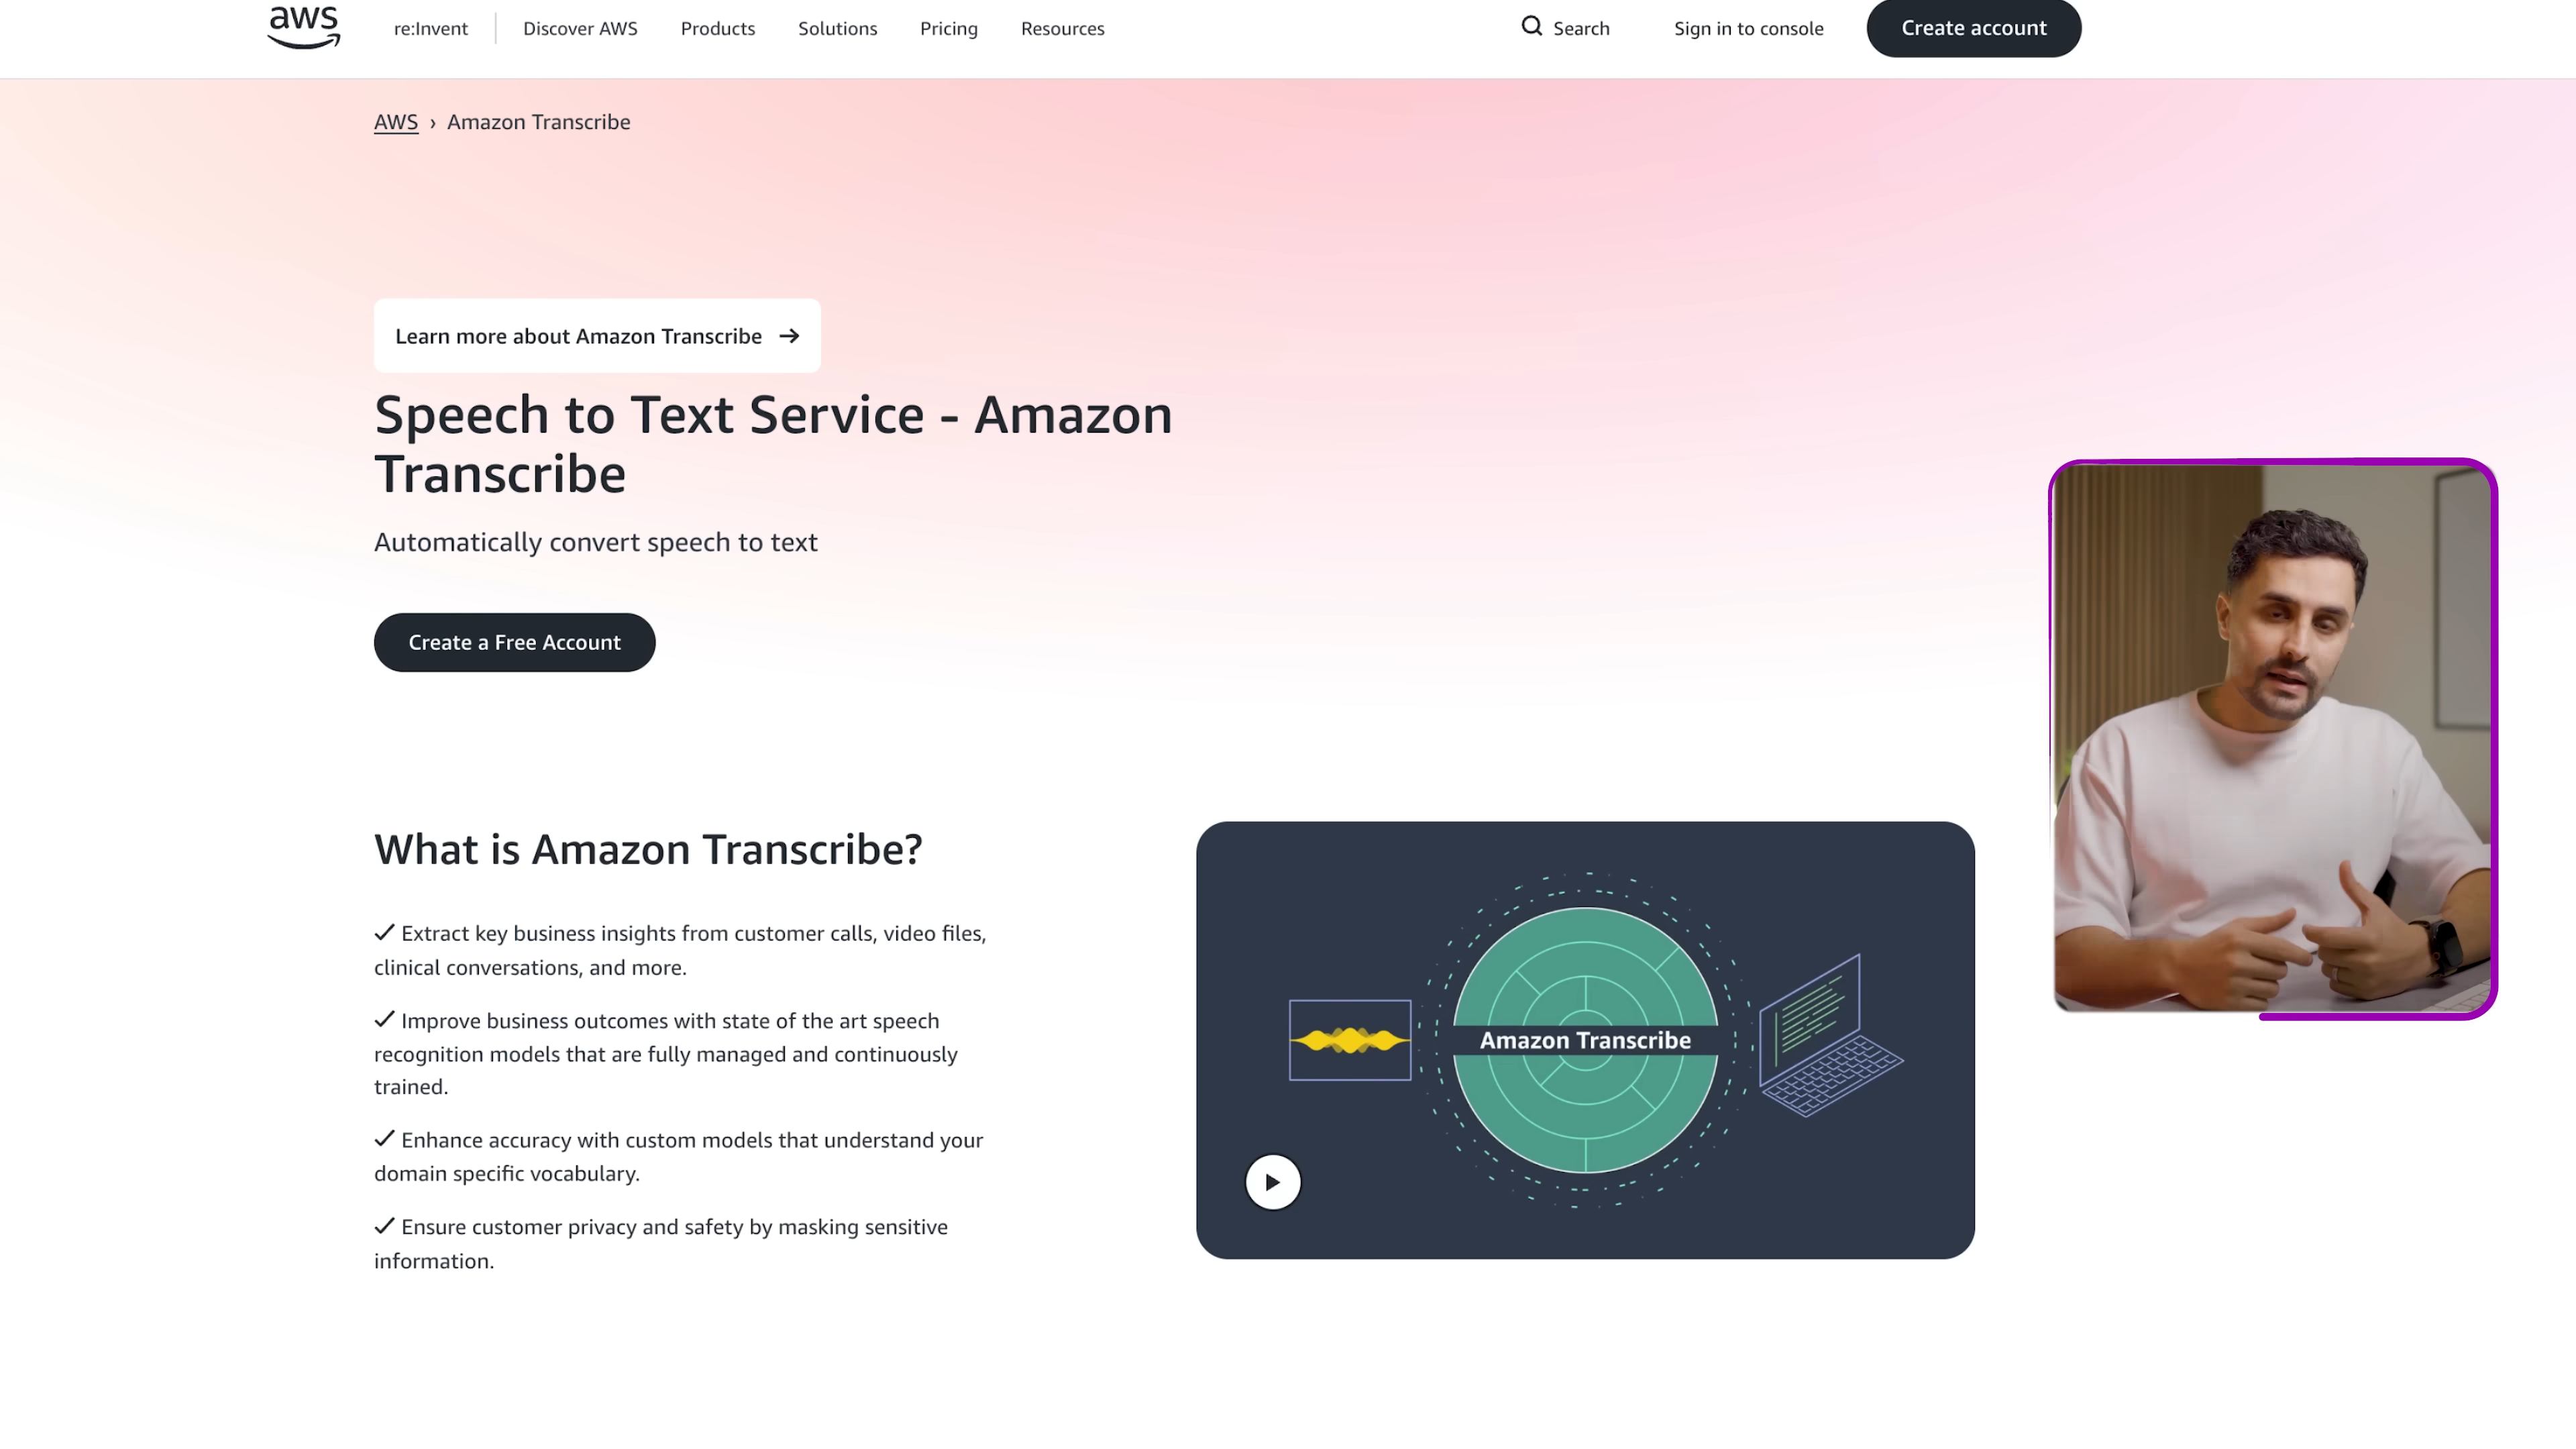 aws
re:Invent
Discover AWS
Products
Solutions
Pricing
Resources
Search
Sign in to console
Create account
AWS › Amazon Transcribe
Learn more about Amazon Transcribe →
Speech to Text Service - Amazon
Transcribe
Automatically convert speech to text
Create a Free Account
What is Amazon Transcribe?
✓ Extract key business insights from customer calls, video files,
clinical conversations, and more.
✓ Improve business outcomes with state of the art speech
recognition models that are fully managed and continuously
trained.
✓ Enhance accuracy with custom models that understand your
domain specific vocabulary.
✓ Ensure customer privacy and safety by masking sensitive
information.
Amazon Transcribe